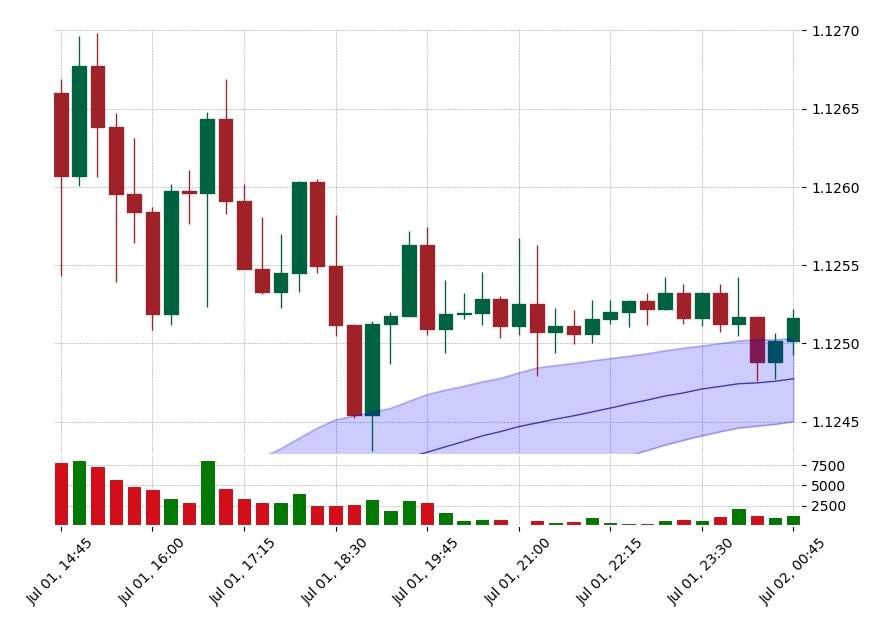 1.1270
1.1265
1.1260
1.1255
1.1250
1.1245
7500
5000
2500
Jul 01, 14:45
Jul 01, 16:00
Jul 01, 17:15
Jul 01, 18:30
Jul 01, 19:45
Jul 01, 21:00
Jul 01, 22:15
Jul 01, 23:30
Jul 02, 00:45